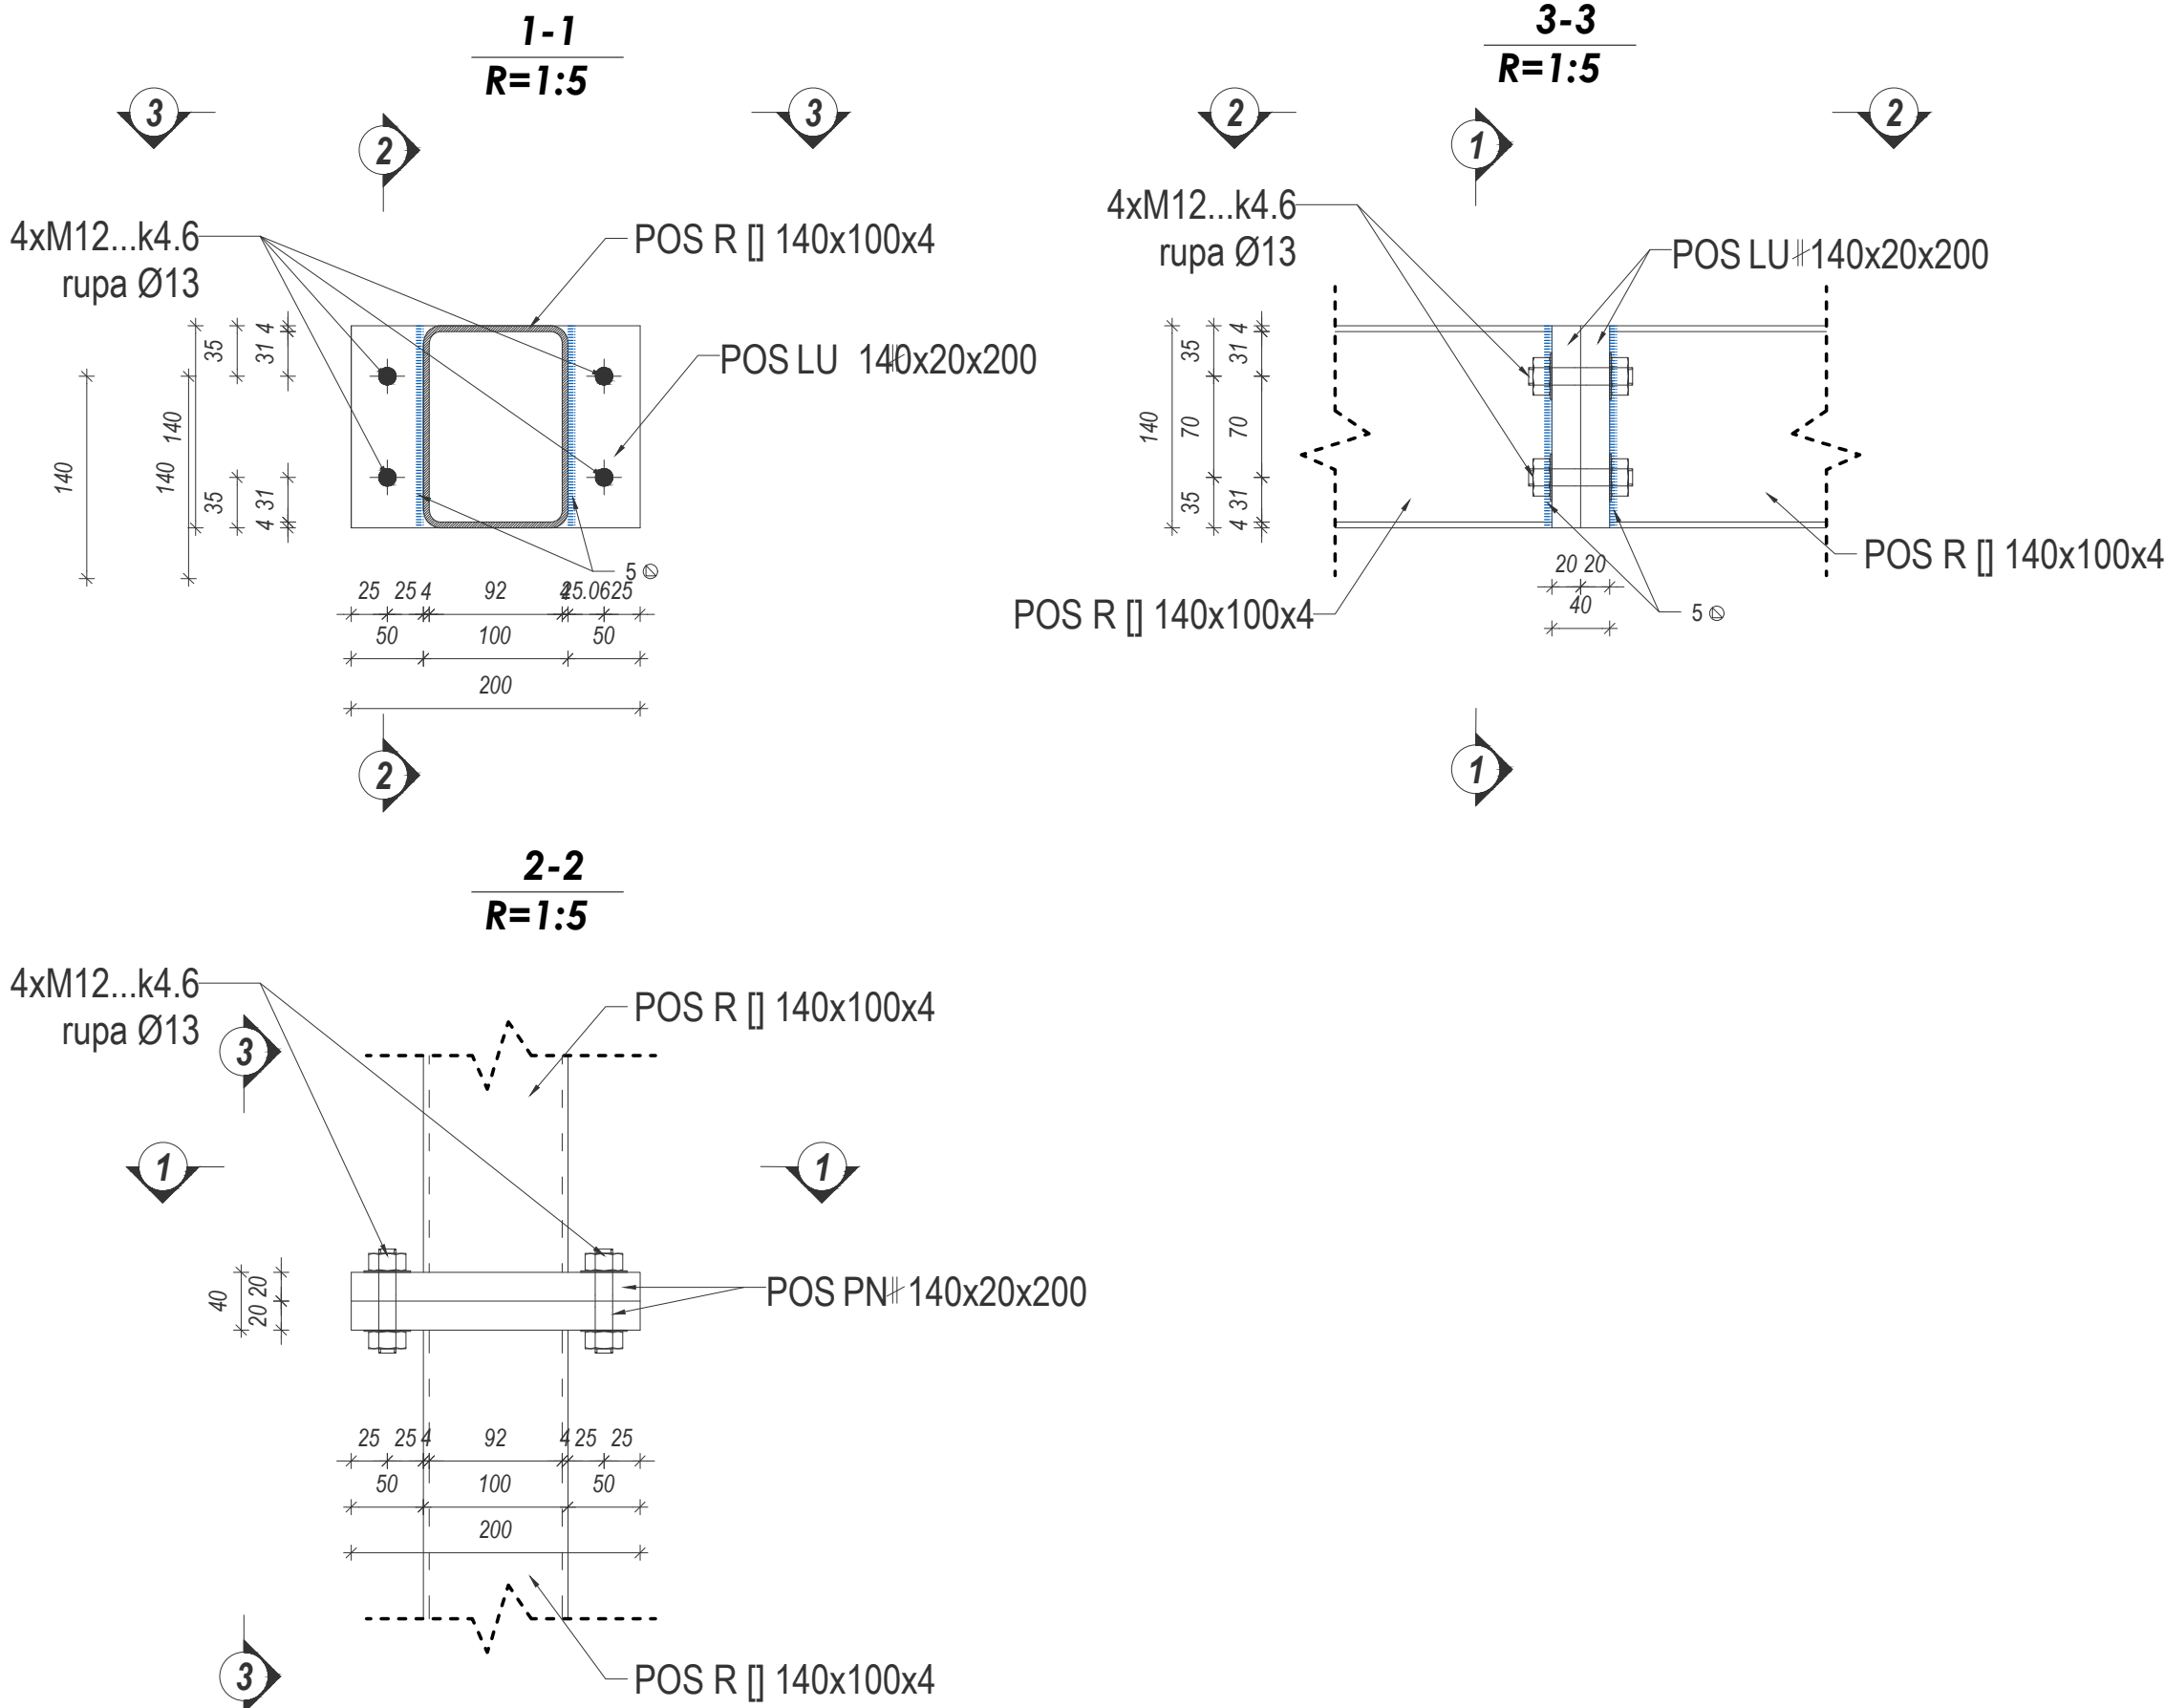 1-1
R=1:5
3
3
2
4xM12...k4.6
rupa Ø13
POS R [] 140x100x4
POS LU 140x20x200
35
31 4
140
140
140
35
4 31
5
25 25 4 92 4 25.06 25
50 100 50
200
2
3-3
R=1:5
2
2
1
4xM12...k4.6
rupa Ø13
POS LU 140x20x200
35
31 4
140
70
70
35
4 31
20 20
40
5
POS R [] 140x100x4
POS R [] 140x100x4
1
2-2
R=1:5
4xM12...k4.6
rupa Ø13
3
POS R [] 140x100x4
1
1
40
20 20
POS PN 140x20x200
25 25 4 92 4 25 25
50 100 50
200
3
POS R [] 140x100x4